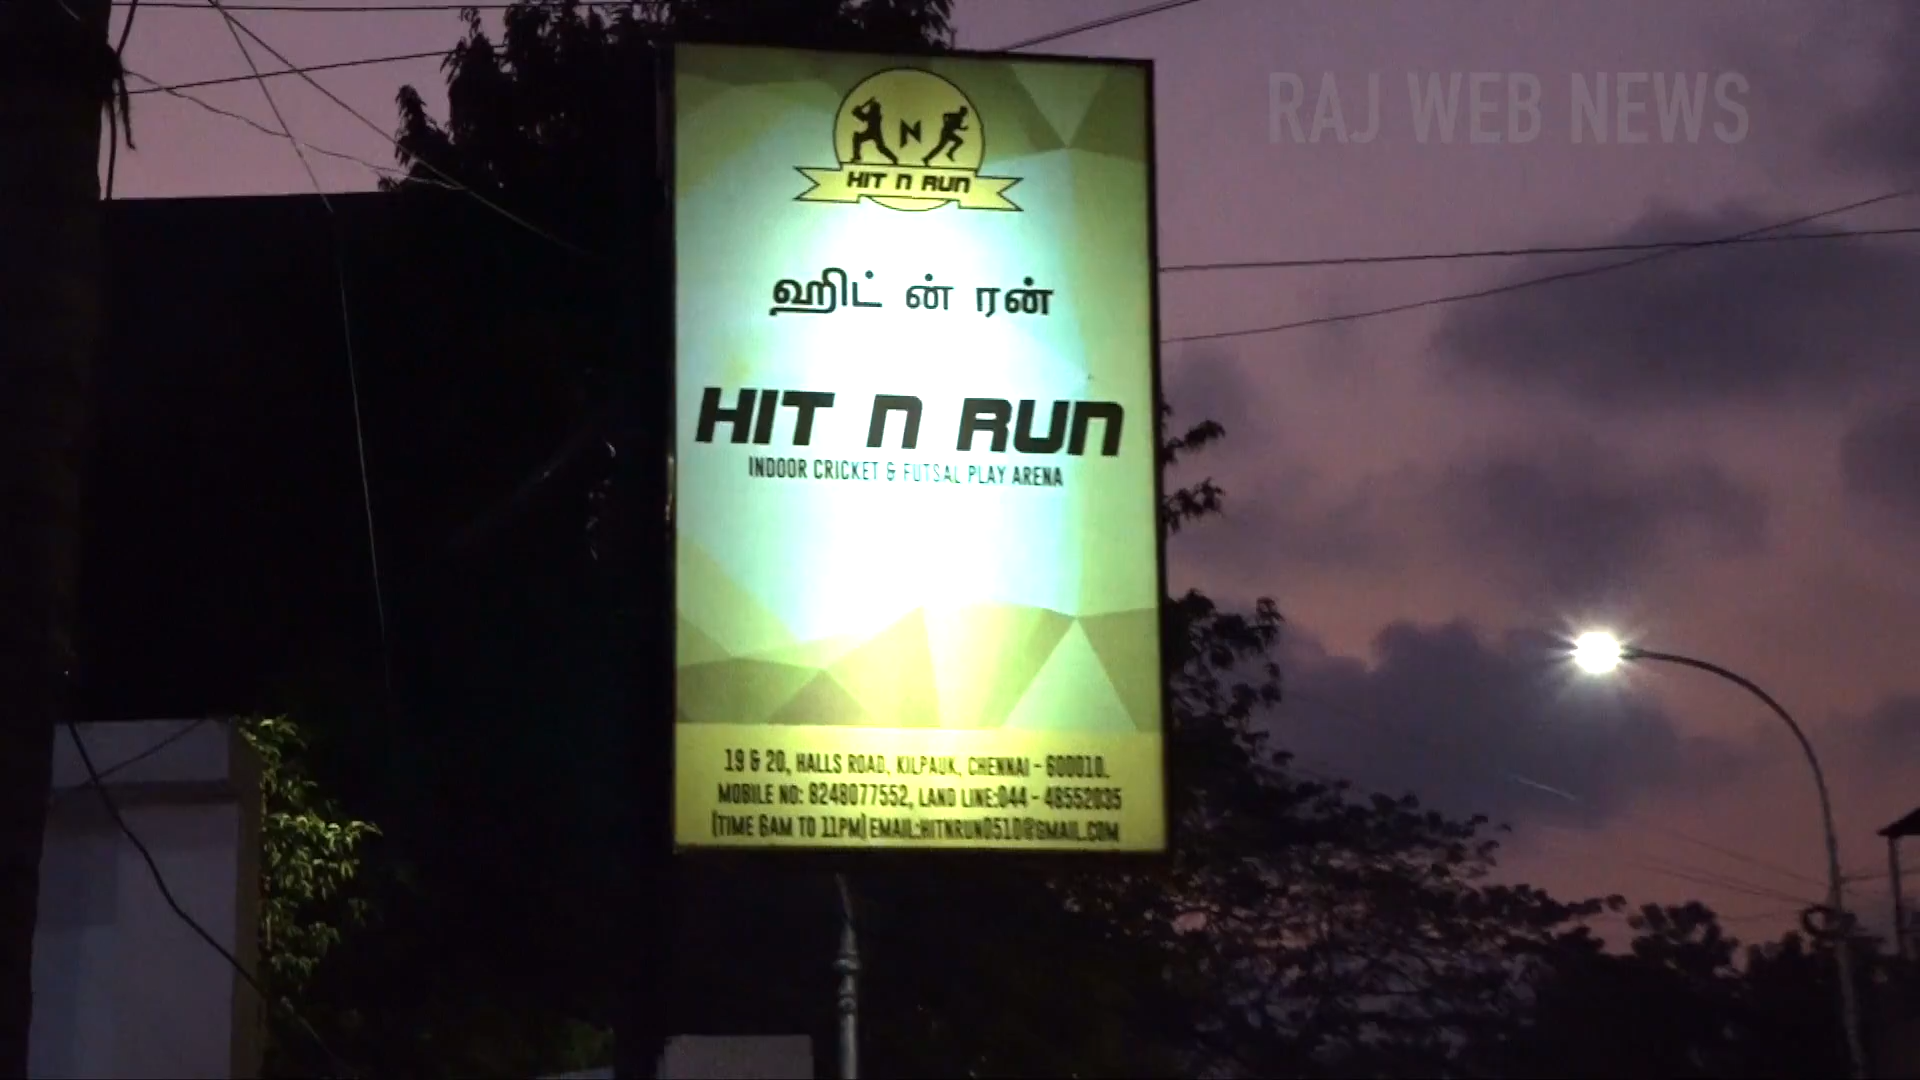 RAJ WEB NEWS
N
HIT N RUN
ஹிட் ன் ரன்
HIT N RUN
INDOOR CRICKET & FUTSAL PLAY ARENA
19 & 20, HALLS ROAD, KILPAUK, CHENNAI - 600010.
MOBILE NO: 8248077552, LAND LINE:044 - 48552035
(TIME 6AM TO 11PM) EMAIL:HITNRUN0510@GMAIL.COM